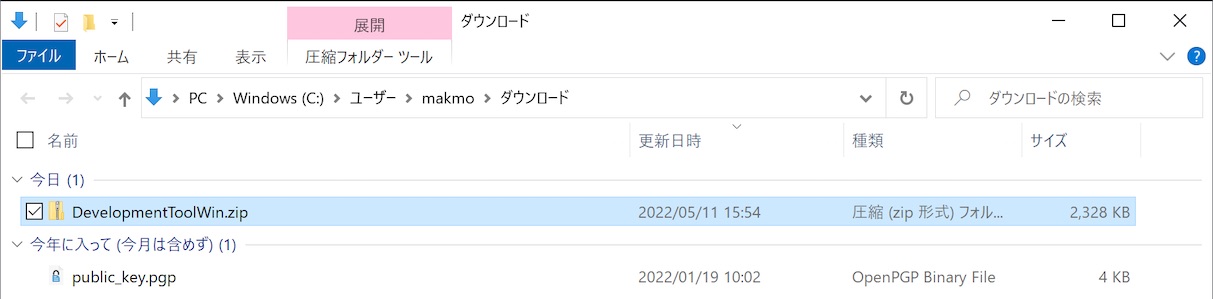 展開 ダウンロード
ファイル ホーム 共有 表示 圧縮フォルダー ツール ?
PC Windows (C:) ユーザー makmo ダウンロード ダウンロードの検索
名前 更新日時 種類 サイズ
今日 (1)
DevelopmentToolWin.zip 2022/05/11 15:54 圧縮 (zip 形式) フォル... 2,328 KB
今年に入って (今月は含めず) (1)
public_key.pgp 2022/01/19 10:02 OpenPGP Binary File 4 KB